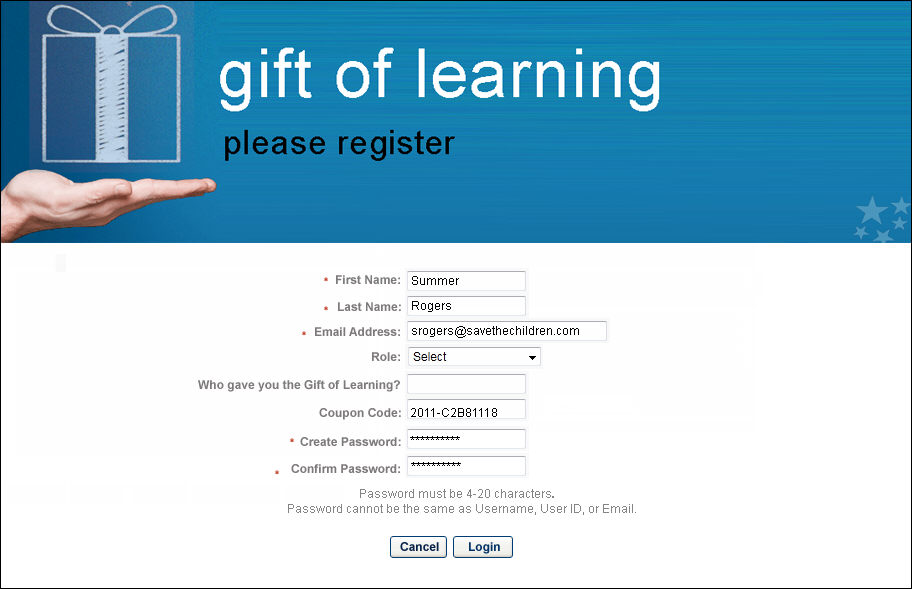 gift of learning
please register
* First Name: Summer
* Last Name: Rogers
* Email Address: srogers@savethechildren.com
Role: Select
Who gave you the Gift of Learning?
Coupon Code: 2011-C2B81118
* Create Password: **********
* Confirm Password: **********
Password must be 4-20 characters.
Password cannot be the same as Username, User ID, or Email.
Cancel Login